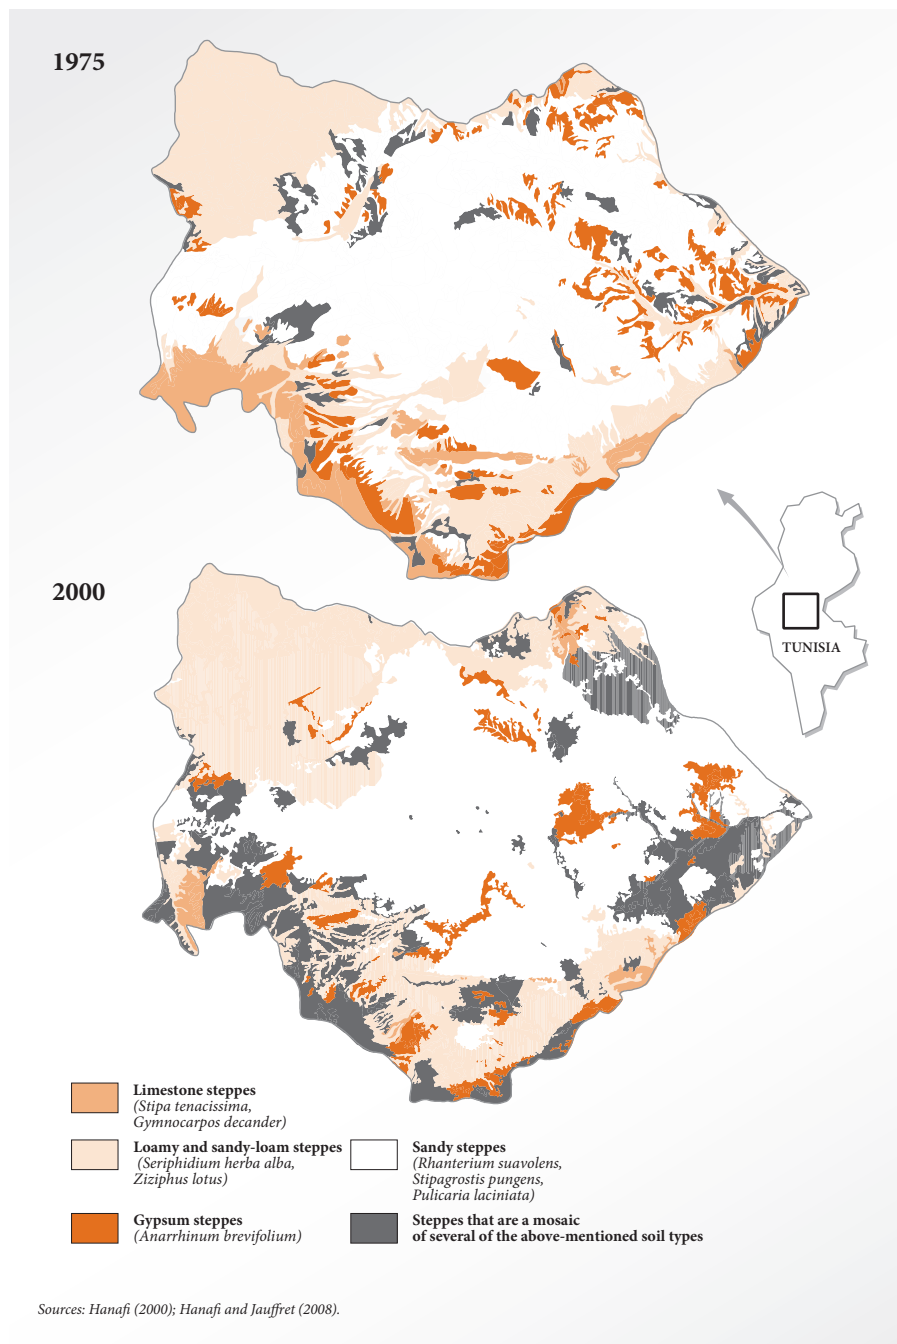 1975
2000
TUNISIA
Limestone steppes
(Stipa tenacissima,
Gymnocarpos decander)
Loamy and sandy-loam steppes
(Seriphidium herba alba,
Ziziphus lotus)
Gypsum steppes
(Anarrhinum brevifolium)
Sandy steppes
(Rhanterium suavolens,
Stipagrostis pungens,
Pulicaria laciniata)
Steppes that are a mosaic
of several of the above-mentioned soil types
Sources: Hanafi (2000); Hanafi and Jauffret (2008).